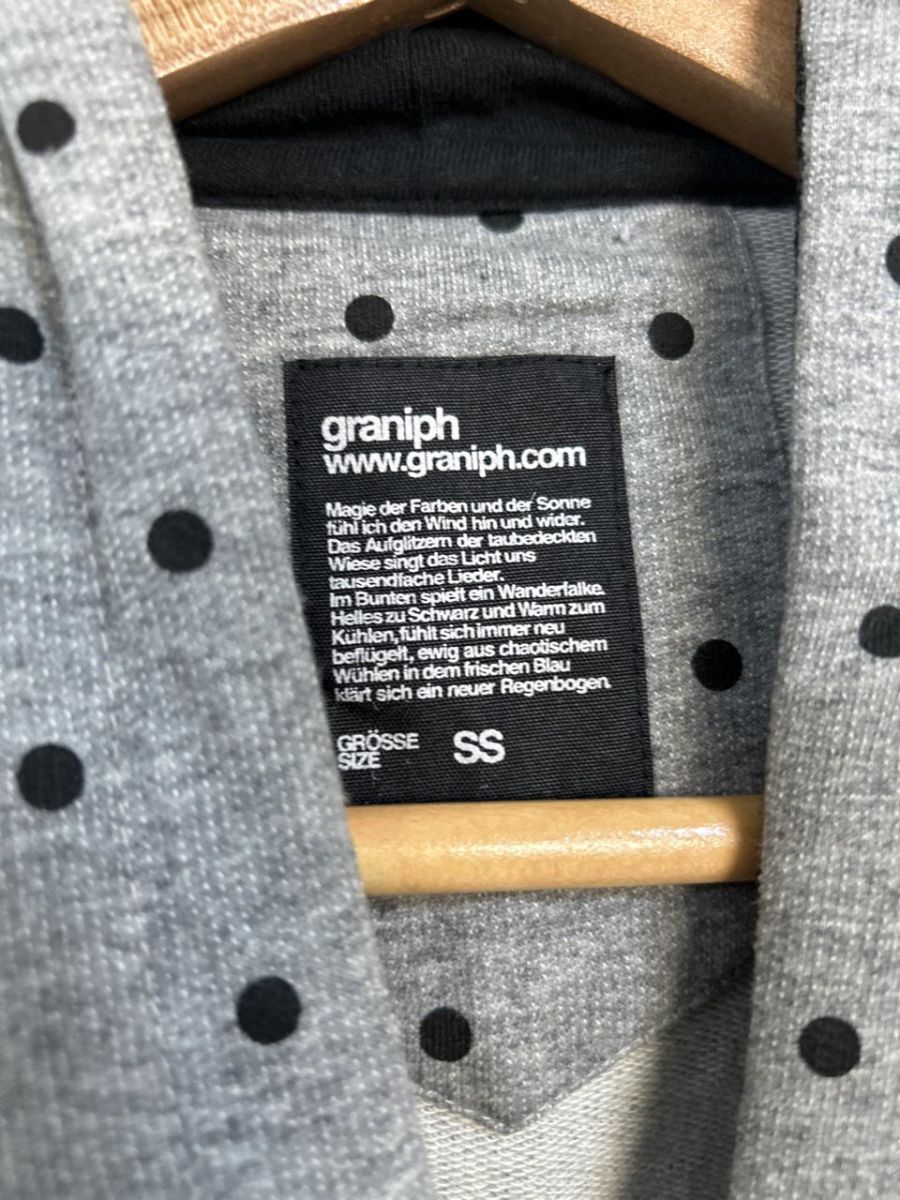 graniph
www.graniph.com
Magie der Farben und der Sonne
fühl ich den Wind hin und wider.
Das Aufglitzern der taubedeckten
Wiese singt das Licht uns
tausendfache Lieder.
Im Bunten spielt ein Wanderfalke.
Helles zu Schwarz und Warm zum
Kühlen, fühlt sich immer neu
beflügelt, ewig aus chaotischem
Wühlen in dem frischen Blau
klärt sich ein neuer Regenbogen.
GRÖSSE SS
SIZE